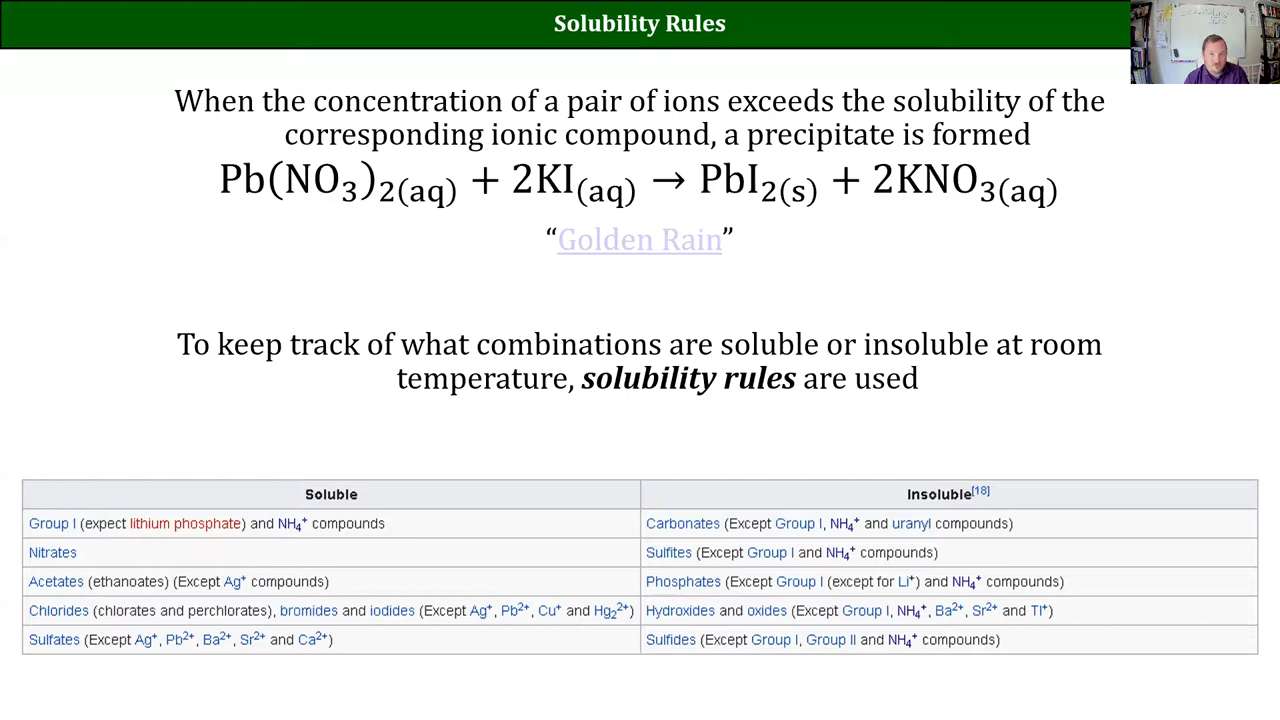 Solubility Rules
When the concentration of a pair of ions exceeds the solubility of the
corresponding ionic compound, a precipitate is formed
Pb(NO₃)₂(aq) + 2KI(aq) → PbI₂(s) + 2KNO₃(aq)
“Golden Rain”
To keep track of what combinations are soluble or insoluble at room
temperature, solubility rules are used
Soluble Insoluble[18]
Group I (expect lithium phosphate) and NH₄⁺ compounds Carbonates (Except Group I, NH₄⁺ and uranyl compounds)
Nitrates Sulfites (Except Group I and NH₄⁺ compounds)
Acetates (ethanoates) (Except Ag⁺ compounds) Phosphates (Except Group I (except for Li⁺) and NH₄⁺ compounds)
Chlorides (chlorates and perchlorates), bromides and iodides (Except Ag⁺, Pb²⁺, Cu⁺ and Hg₂²⁺) Hydroxides and oxides (Except Group I, NH₄⁺, Ba²⁺, Sr²⁺ and Tl⁺)
Sulfates (Except Ag⁺, Pb²⁺, Ba²⁺, Sr²⁺ and Ca²⁺) Sulfides (Except Group I, Group II and NH₄⁺ compounds)